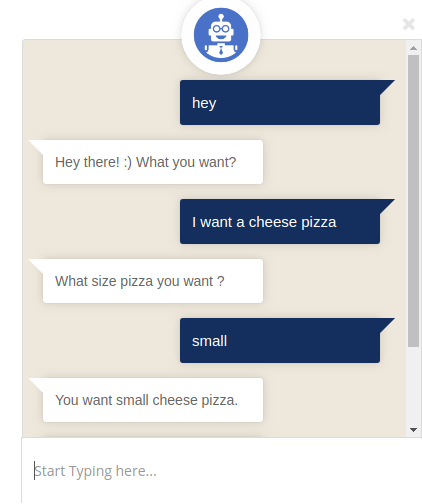 hey
Hey there! :) What you want?
I want a cheese pizza
What size pizza you want ?
small
You want small cheese pizza.
Start Typing here...